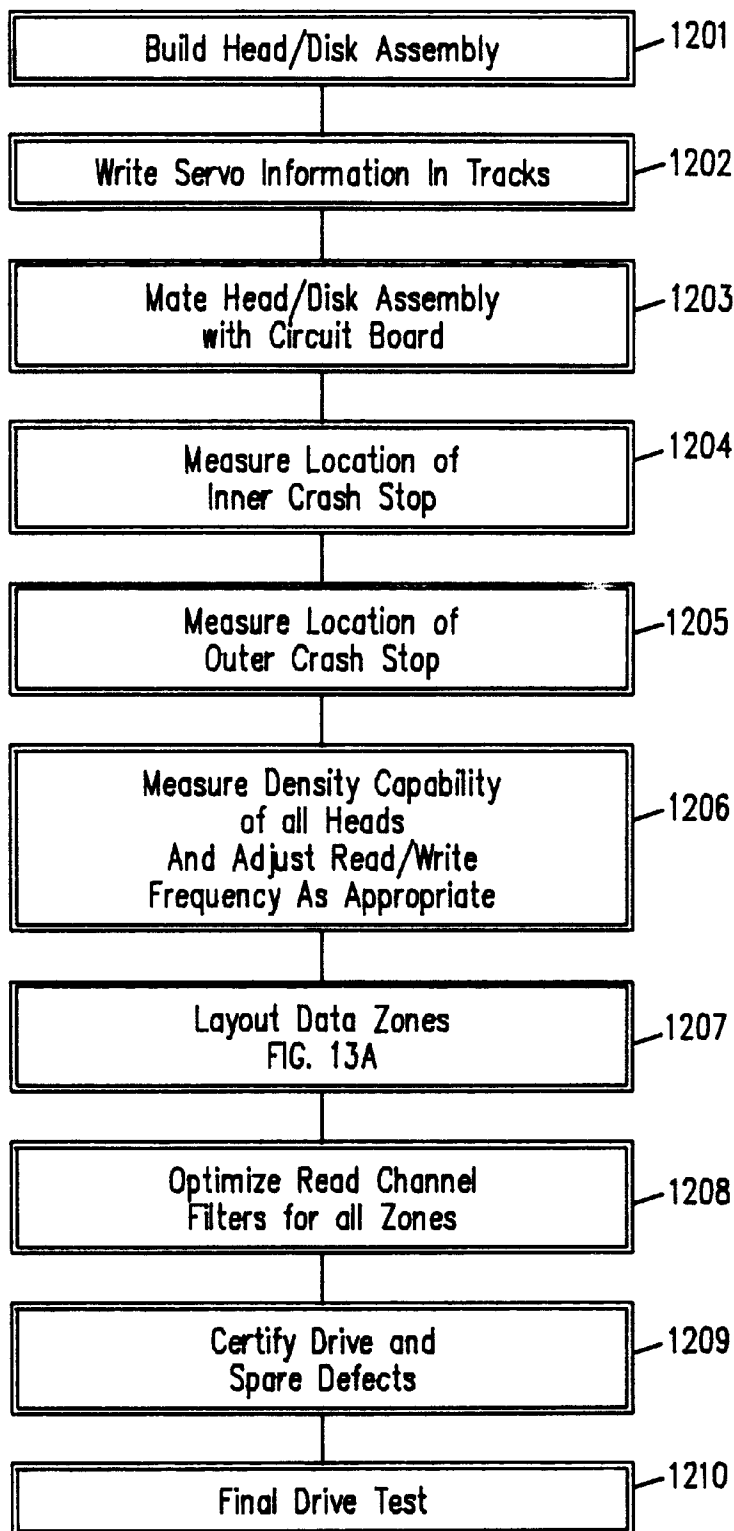 Build Head/Disk Assembly
1201
Write Servo Information In Tracks
1202
Mate Head/Disk Assembly
with Circuit Board
1203
Measure Location of
Inner Crash Stop
1204
Measure Location of
Outer Crash Stop
1205
Measure Density Capability
of all Heads
And Adjust Read/Write
Frequency As Appropriate
1206
Layout Data Zones
FIG. 13A
1207
Optimize Read Channel
Filters for all Zones
1208
Certify Drive and
Spare Defects
1209
Final Drive Test
1210